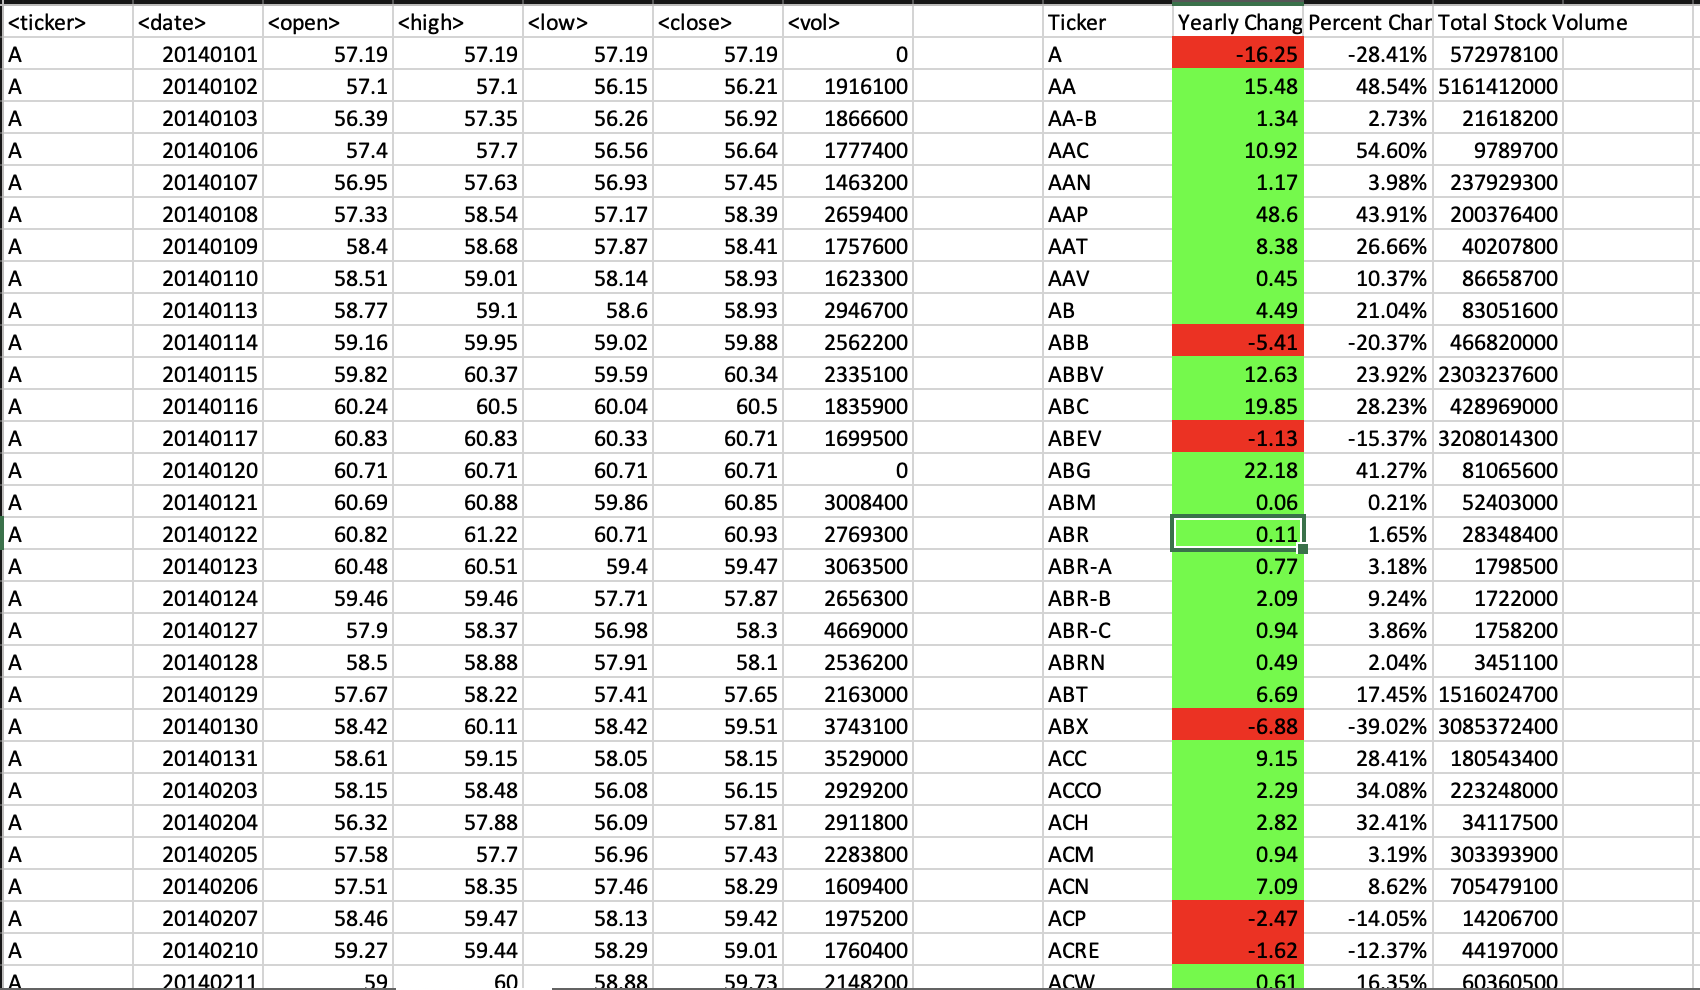 <ticker> <date> <open> <high> <low> <close> <vol> Ticker Yearly Chang Percent Char Total Stock Volume
A 20140101 57.19 57.19 57.19 57.19 0 A -16.25 -28.41% 572978100
A 20140102 57.1 57.1 56.15 56.21 1916100 AA 15.48 48.54% 5161412000
A 20140103 56.39 57.35 56.26 56.92 1866600 AA-B 1.34 2.73% 21618200
A 20140106 57.4 57.7 56.56 56.64 1777400 AAC 10.92 54.60% 9789700
A 20140107 56.95 57.63 56.93 57.45 1463200 AAN 1.17 3.98% 237929300
A 20140108 57.33 58.54 57.17 58.39 2659400 AAP 48.6 43.91% 200376400
A 20140109 58.4 58.68 57.87 58.41 1757600 AAT 8.38 26.66% 40207800
A 20140110 58.51 59.01 58.14 58.93 1623300 AAV 0.45 10.37% 86658700
A 20140113 58.77 59.1 58.6 58.93 2946700 AB 4.49 21.04% 83051600
A 20140114 59.16 59.95 59.02 59.88 2562200 ABB -5.41 -20.37% 466820000
A 20140115 59.82 60.37 59.59 60.34 2335100 ABBV 12.63 23.92% 2303237600
A 20140116 60.24 60.5 60.04 60.5 1835900 ABC 19.85 28.23% 428969000
A 20140117 60.83 60.83 60.33 60.71 1699500 ABEV -1.13 -15.37% 3208014300
A 20140120 60.71 60.71 60.71 60.71 0 ABG 22.18 41.27% 81065600
A 20140121 60.69 60.88 59.86 60.85 3008400 ABM 0.06 0.21% 52403000
A 20140122 60.82 61.22 60.71 60.93 2769300 ABR 0.11 1.65% 28348400
A 20140123 60.48 60.51 59.4 59.47 3063500 ABR-A 0.77 3.18% 1798500
A 20140124 59.46 59.46 57.71 57.87 2656300 ABR-B 2.09 9.24% 1722000
A 20140127 57.9 58.37 56.98 58.3 4669000 ABR-C 0.94 3.86% 1758200
A 20140128 58.5 58.88 57.91 58.1 2536200 ABRN 0.49 2.04% 3451100
A 20140129 57.67 58.22 57.41 57.65 2163000 ABT 6.69 17.45% 1516024700
A 20140130 58.42 60.11 58.42 59.51 3743100 ABX -6.88 -39.02% 3085372400
A 20140131 58.61 59.15 58.05 58.15 3529000 ACC 9.15 28.41% 180543400
A 20140203 58.15 58.48 56.08 56.15 2929200 ACCO 2.29 34.08% 223248000
A 20140204 56.32 57.88 56.09 57.81 2911800 ACH 2.82 32.41% 34117500
A 20140205 57.58 57.7 56.96 57.43 2283800 ACM 0.94 3.19% 303393900
A 20140206 57.51 58.35 57.46 58.29 1609400 ACN 7.09 8.62% 705479100
A 20140207 58.46 59.47 58.13 59.42 1975200 ACP -2.47 -14.05% 14206700
A 20140210 59.27 59.44 58.29 59.01 1760400 ACRE -1.62 -12.37% 44197000
A 20140211 59 60 58.88 59.73 2148200 ACW 0.61 16.35% 60360500